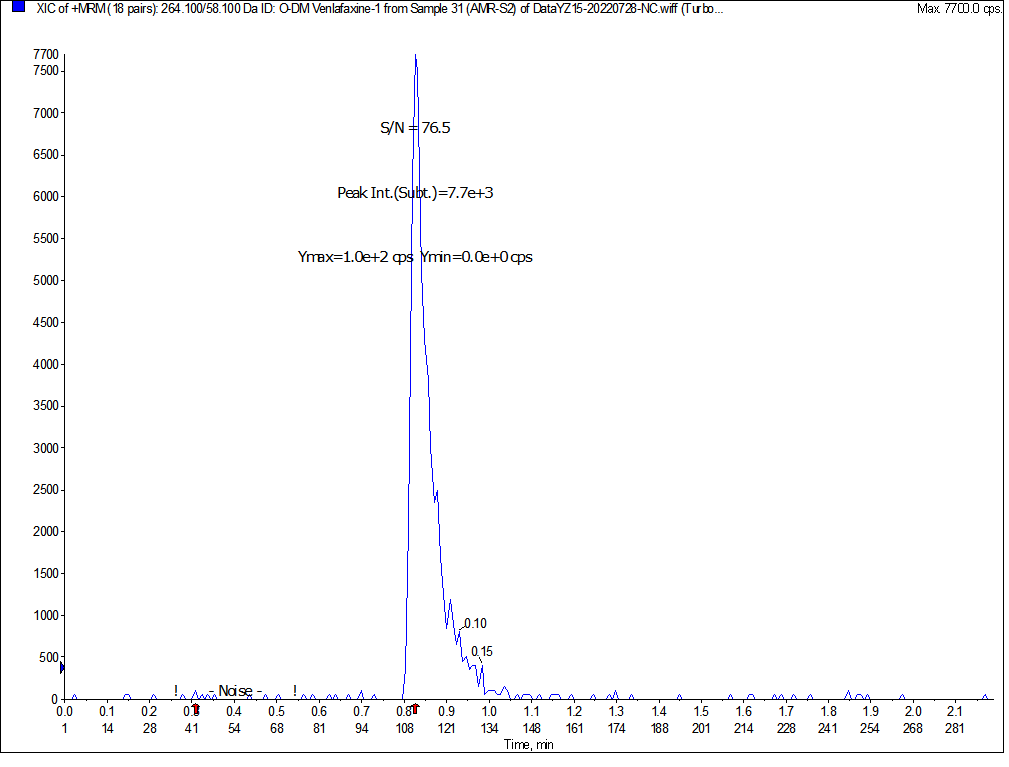 XIC of +MRM (18 pairs): 264.100/58.100 Da ID: O-DM Venlafaxine-1 from Sample 31 (AMR-S2) of DataYZ15-20220728-NC.wiff (Turbo...
Max. 7700.0 cps.
7700
7500
7000
S/N = 76.5
6500
6000
Peak Int.(Subt.)=7.7e+3
5500
Ymax=1.0e+2 cps Ymin=0.0e+0 cps
5000
4500
4000
3500
3000
2500
2000
1500
1000
0.10
0.15
500
! - Noise - !
0
0.0 0.1 0.2 0.3 0.4 0.5 0.6 0.7 0.8 0.9 1.0 1.1 1.2 1.3 1.4 1.5 1.6 1.7 1.8 1.9 2.0 2.1
1 14 28 41 54 68 81 94 108 121 134 148 161 174 188 201 214 228 241 254 268 281
Time, min